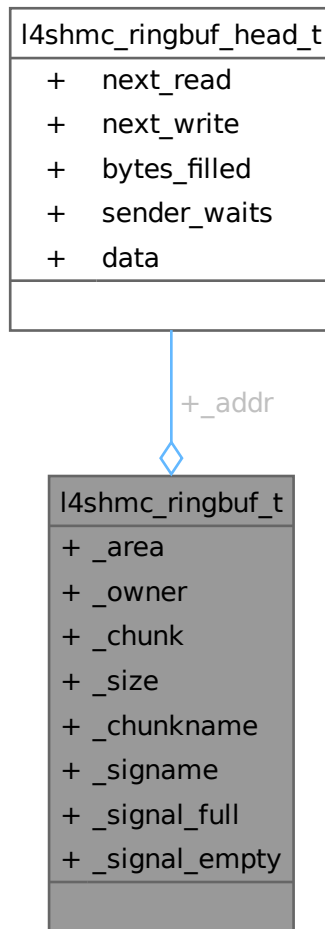 l4shmc_ringbuf_head_t
+ next_read
+ next_write
+ bytes_filled
+ sender_waits
+ data
+_addr
l4shmc_ringbuf_t
+ _area
+ _owner
+ _chunk
+ _size
+ _chunkname
+ _signame
+ _signal_full
+ _signal_empty